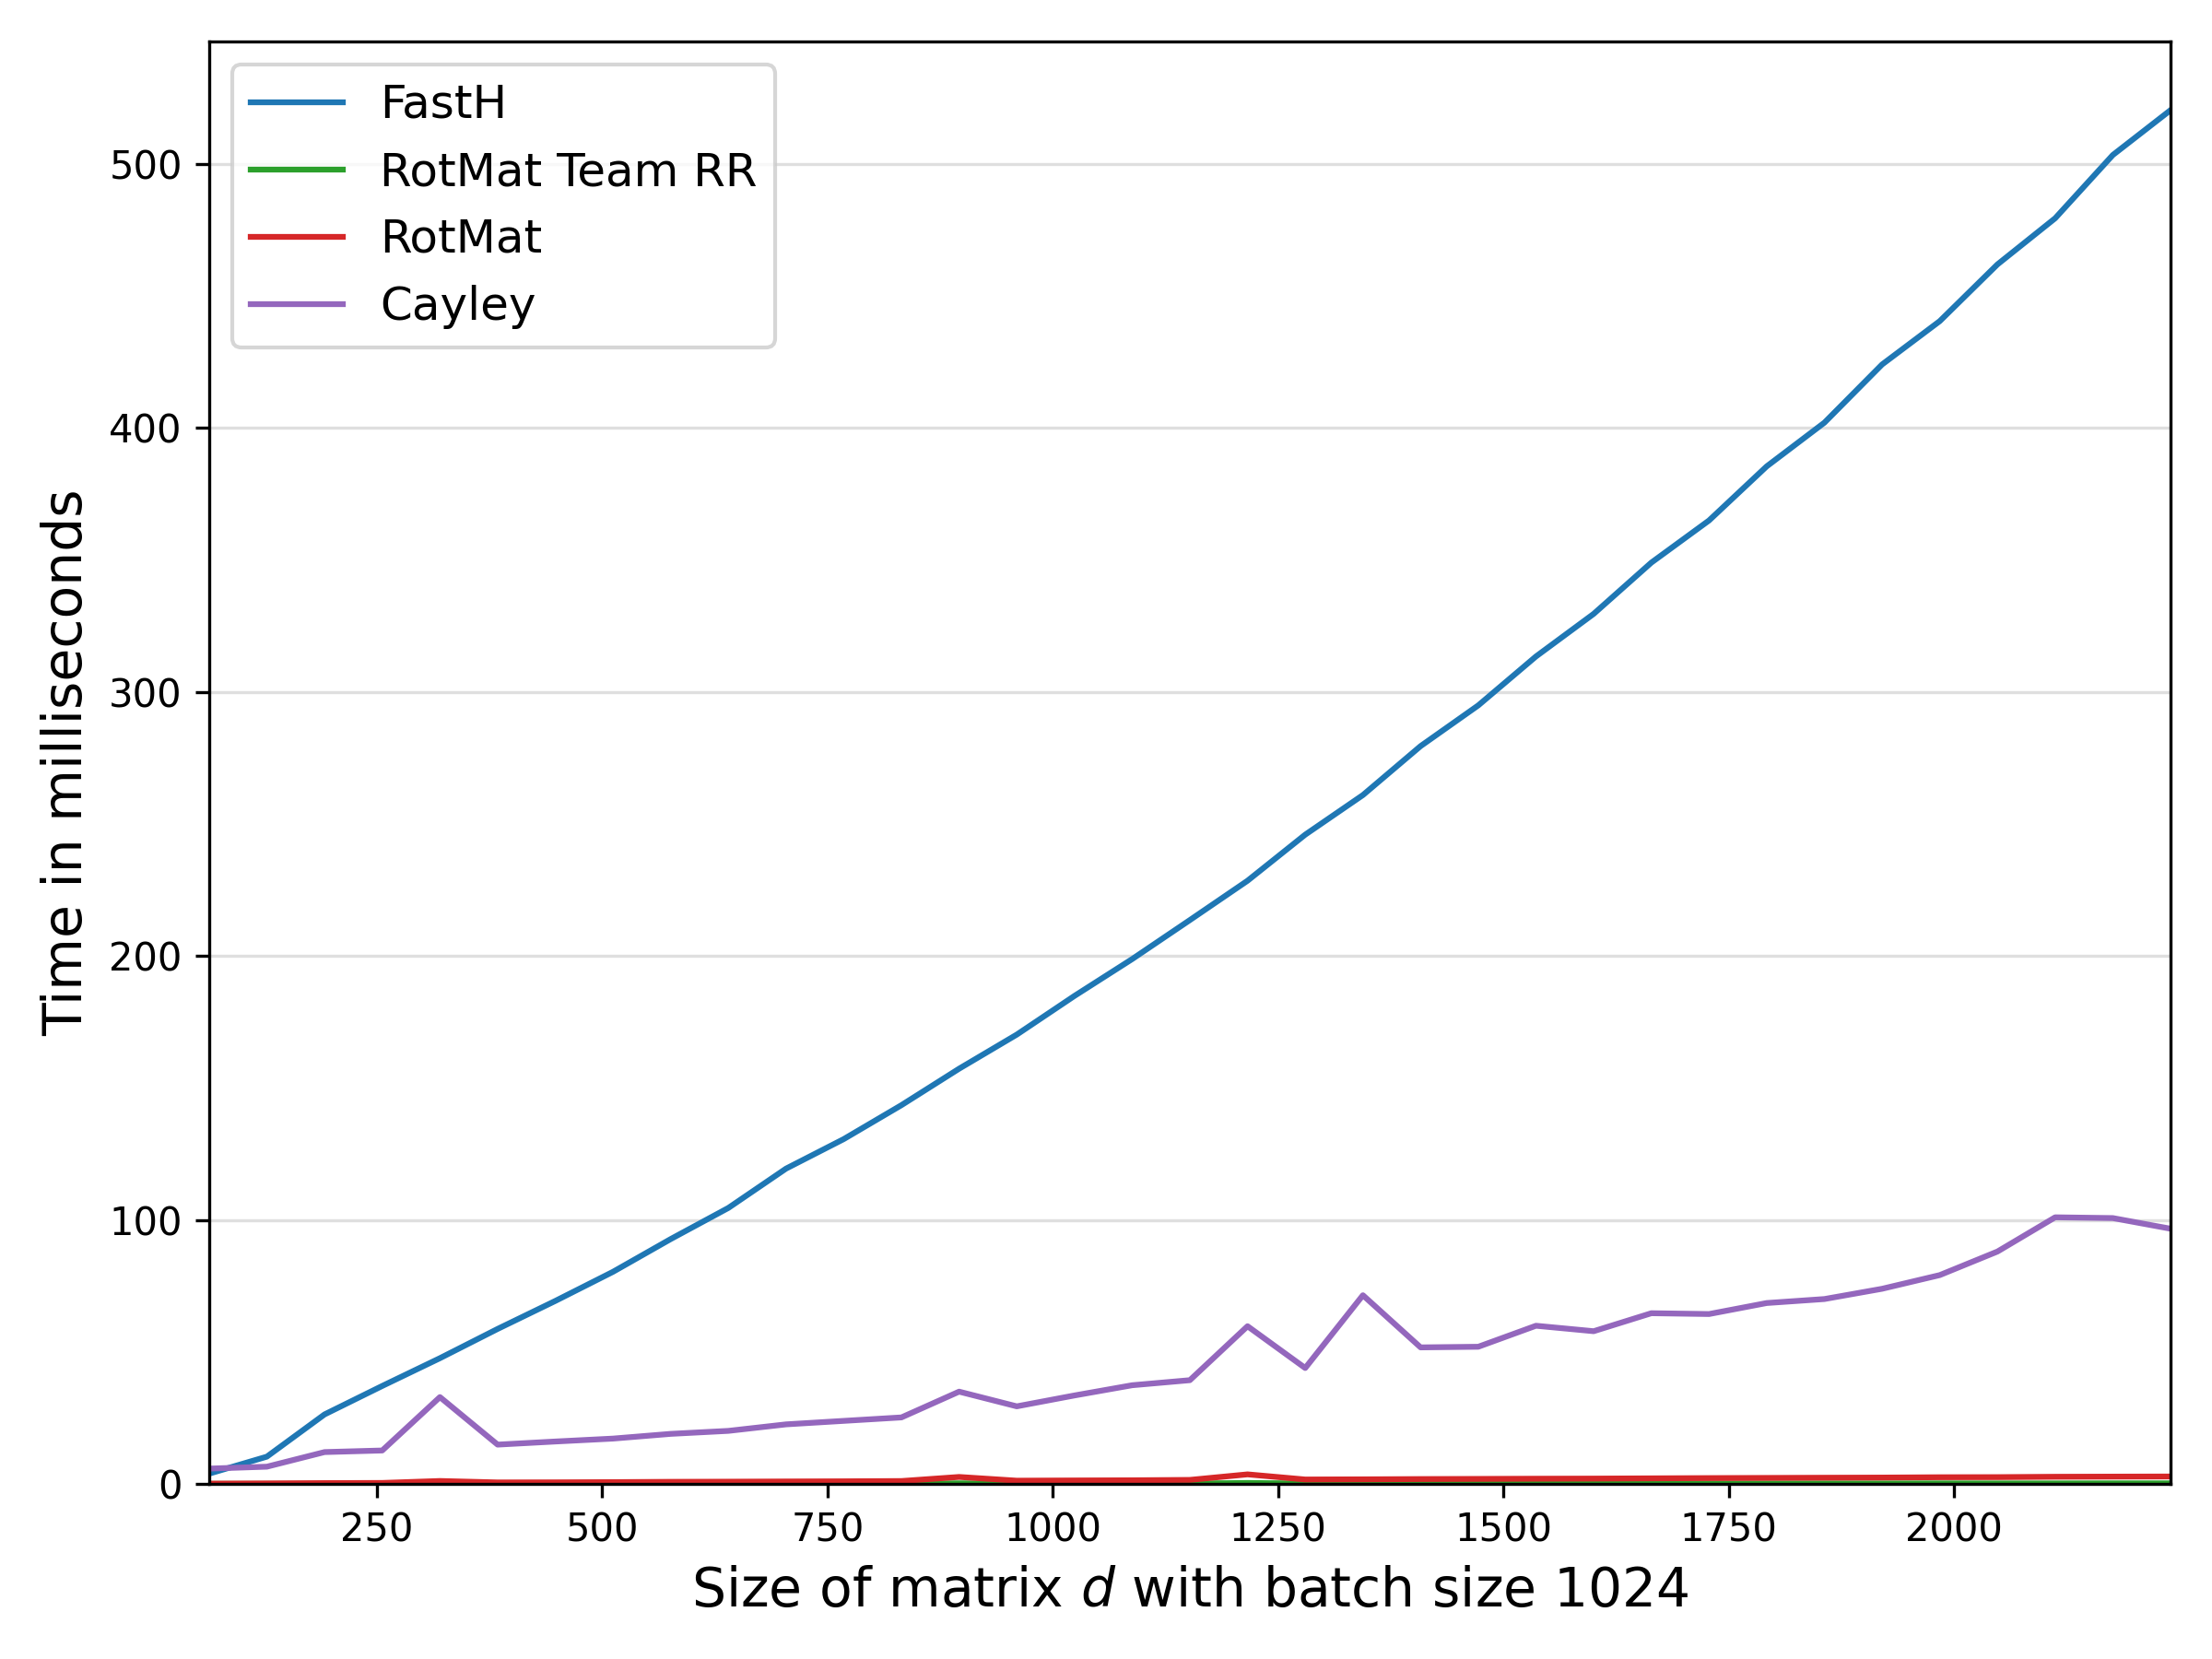 FastH
RotMat Team RR
RotMat
Cayley
500
400
300
200
100
0
Time in milliseconds
250 500 750 1000 1250 1500 1750 2000
Size of matrix d with batch size 1024